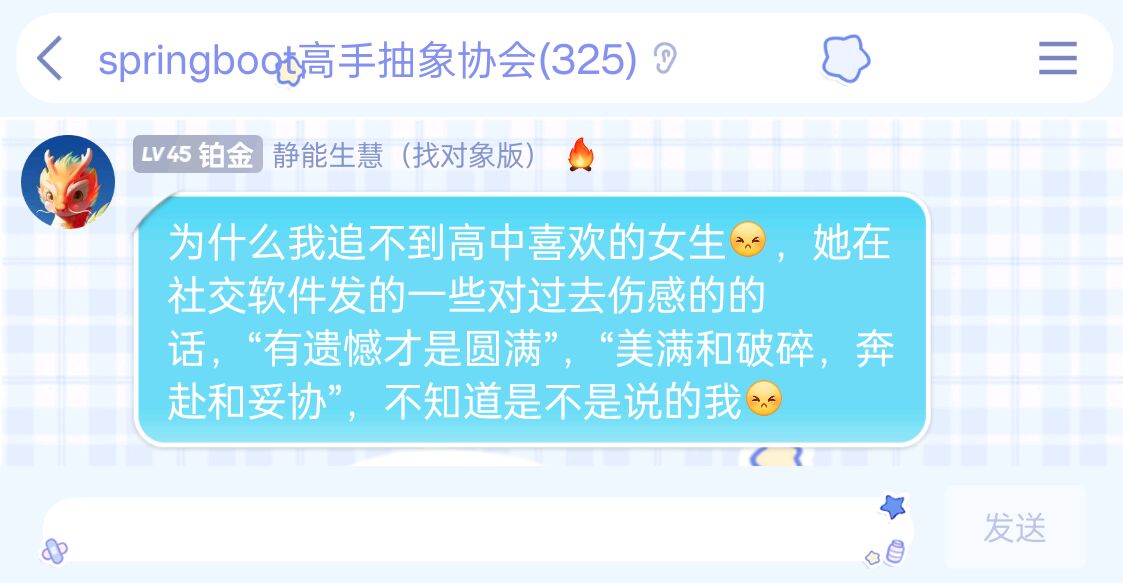 springboot高手抽象协会(325)
LV45 铂金 静能生慧（找对象版）
为什么我追不到高中喜欢的女生😣，她在
社交软件发的一些对过去伤感的的
话，“有遗憾才是圆满”，“美满和破碎，奔
赴和妥协”，不知道是不是说的我😣
发送